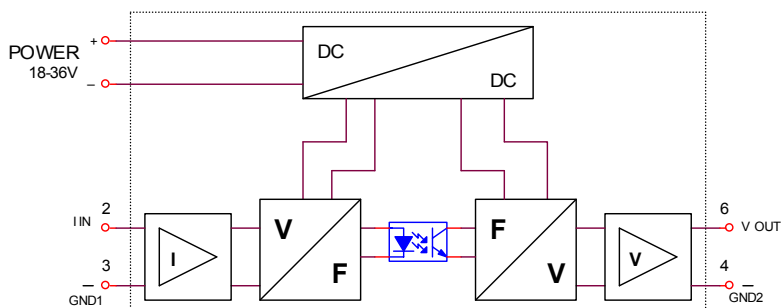 +
POWER
18-36V
–
DC
DC
2
I IN
3
–
GND1
I
V
F
F
V
V
6
V OUT
4
–
GND2